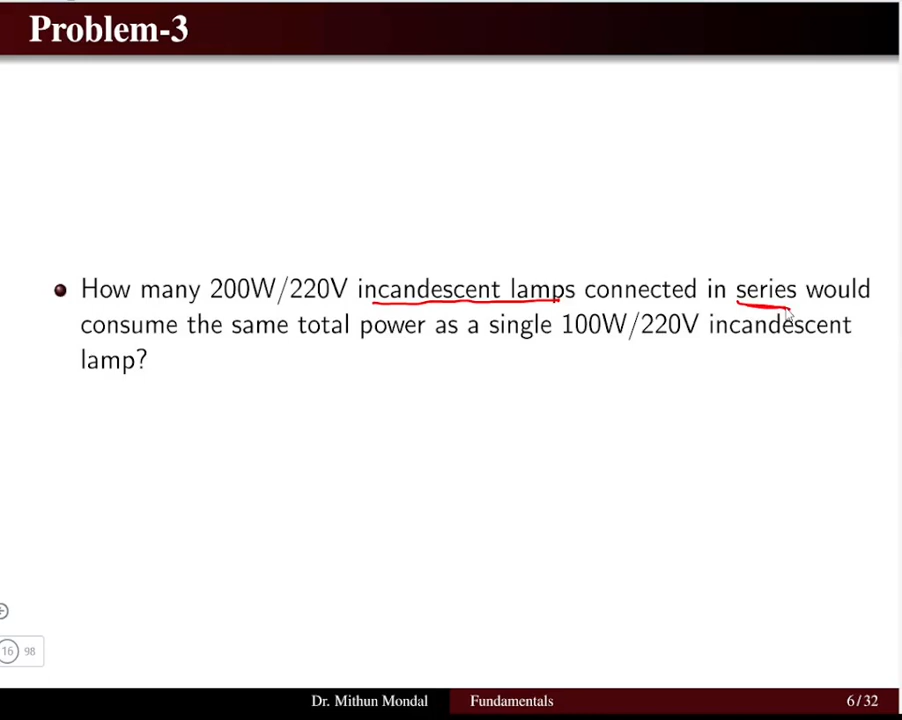 Problem-3
How many 200W/220V incandescent lamps connected in series would
consume the same total power as a single 100W/220V incandescent
lamp?
16 98
Dr. Mithun Mondal Fundamentals 6/32